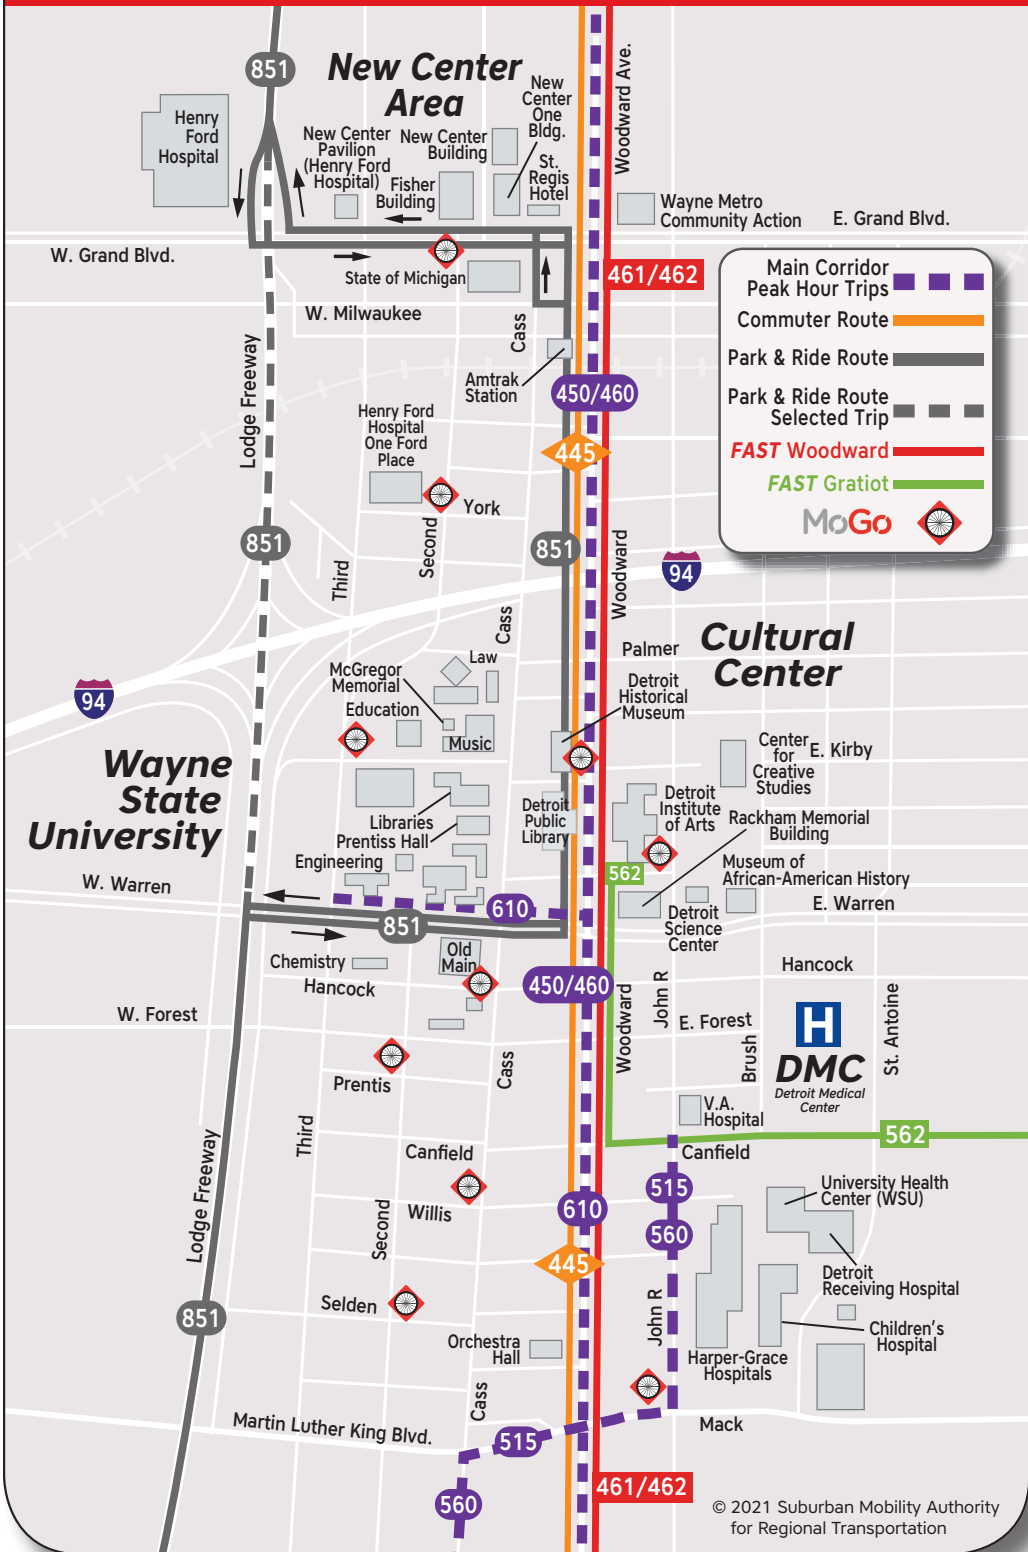 851
New Center
Area
New
Center
One
Bldg.
Woodward Ave.
Henry
Ford
Hospital
New Center
Pavilion
(Henry Ford
Hospital)
New Center
Building
Fisher
Building
St.
Regis
Hotel
Wayne Metro
Community Action
E. Grand Blvd.
W. Grand Blvd.
State of Michigan
461/462
W. Milwaukee
Cass
Lodge Freeway
Amtrak
Station
450/460
Main Corridor
Peak Hour Trips
Commuter Route
Park & Ride Route
Park & Ride Route
Selected Trip
FAST Woodward
FAST Gratiot
MoGo
Henry Ford
Hospital
One Ford
Place
445
York
Second
851
851
Third
Woodward
94
Cass
Cultural
Center
Palmer
Law
McGregor
Memorial
Education
Music
94
Detroit
Historical
Museum
Wayne
State
University
Center
for
Creative
Studies
E. Kirby
Detroit
Public
Library
Detroit
Institute
of Arts
Rackham Memorial
Building
Libraries
Prentiss Hall
Engineering
562
Museum of
African-American History
W. Warren
610
851
E. Warren
Detroit
Science
Center
Chemistry
Old
Main
Hancock
450/460
Hancock
W. Forest
Woodward
John R
E. Forest
Brush
H
DMC
Detroit Medical
Center
St. Antoine
Prentis
Cass
V.A.
Hospital
Third
562
Canfield
Canfield
Lodge Freeway
515
University Health
Center (WSU)
Willis
Second
610
560
445
Detroit
Receiving Hospital
Selden
851
John R
Children's
Hospital
Orchestra
Hall
Harper-Grace
Hospitals
Cass
Martin Luther King Blvd.
515
Mack
461/462
560
© 2021 Suburban Mobility Authority
for Regional Transportation